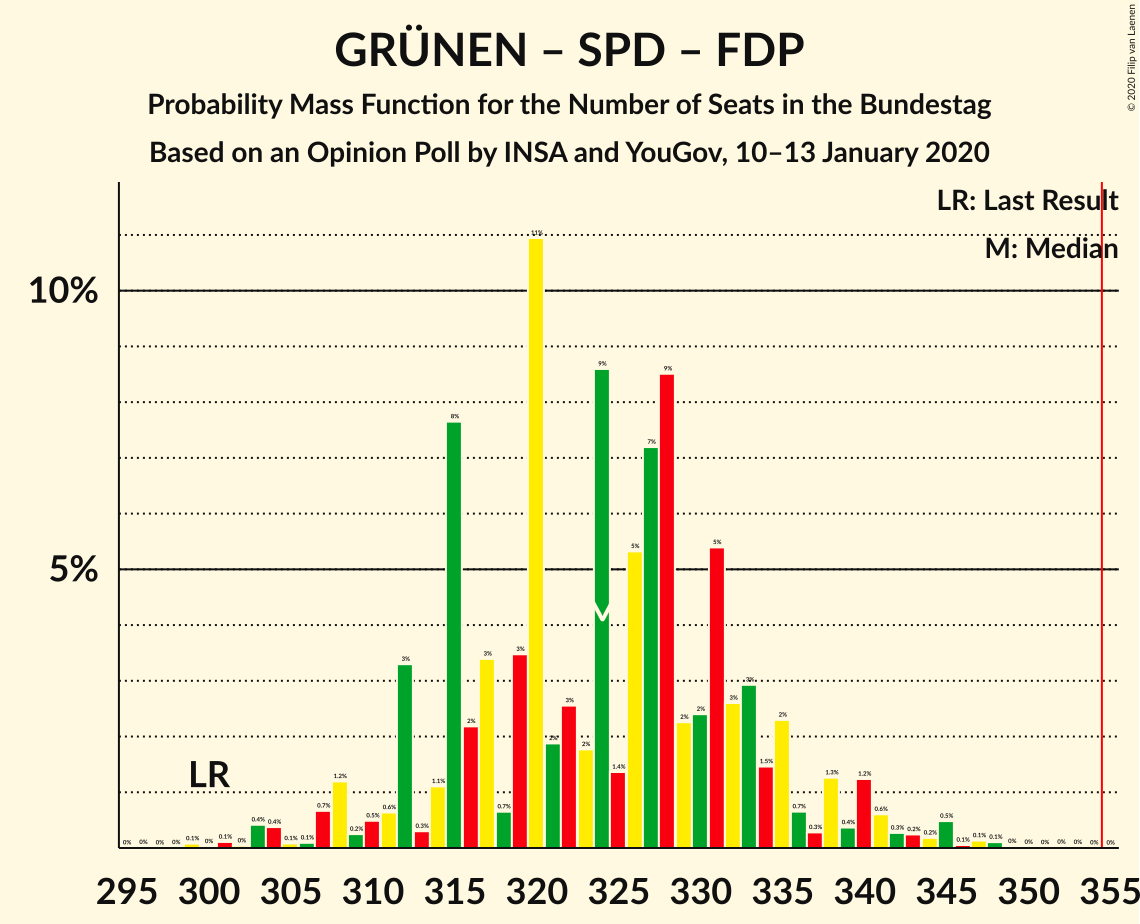 GRÜNEN – SPD – FDP
Probability Mass Function for the Number of Seats in the Bundestag
Based on an Opinion Poll by INSA and YouGov, 10–13 January 2020
© 2020 Filip van Laenen
LR: Last Result
M: Median
10%
5%
LR
M
0% 0% 0% 0% 0.1% 0% 0.1% 0% 0.4% 0.4% 0.1% 0.1% 0.7% 1.2% 0.2% 0.5% 0.6% 3% 0.3% 1.1% 8% 2% 3% 0.7% 3% 11% 2% 3% 2% 9% 1.4% 5% 7% 9% 2% 2% 5% 3% 3% 1.5% 2% 0.7% 0.3% 1.3% 0.4% 1.2% 0.6% 0.3% 0.2% 0.2% 0.5% 0.1% 0.1% 0.1% 0% 0% 0% 0% 0% 0% 0%
295 300 305 310 315 320 325 330 335 340 345 350 355